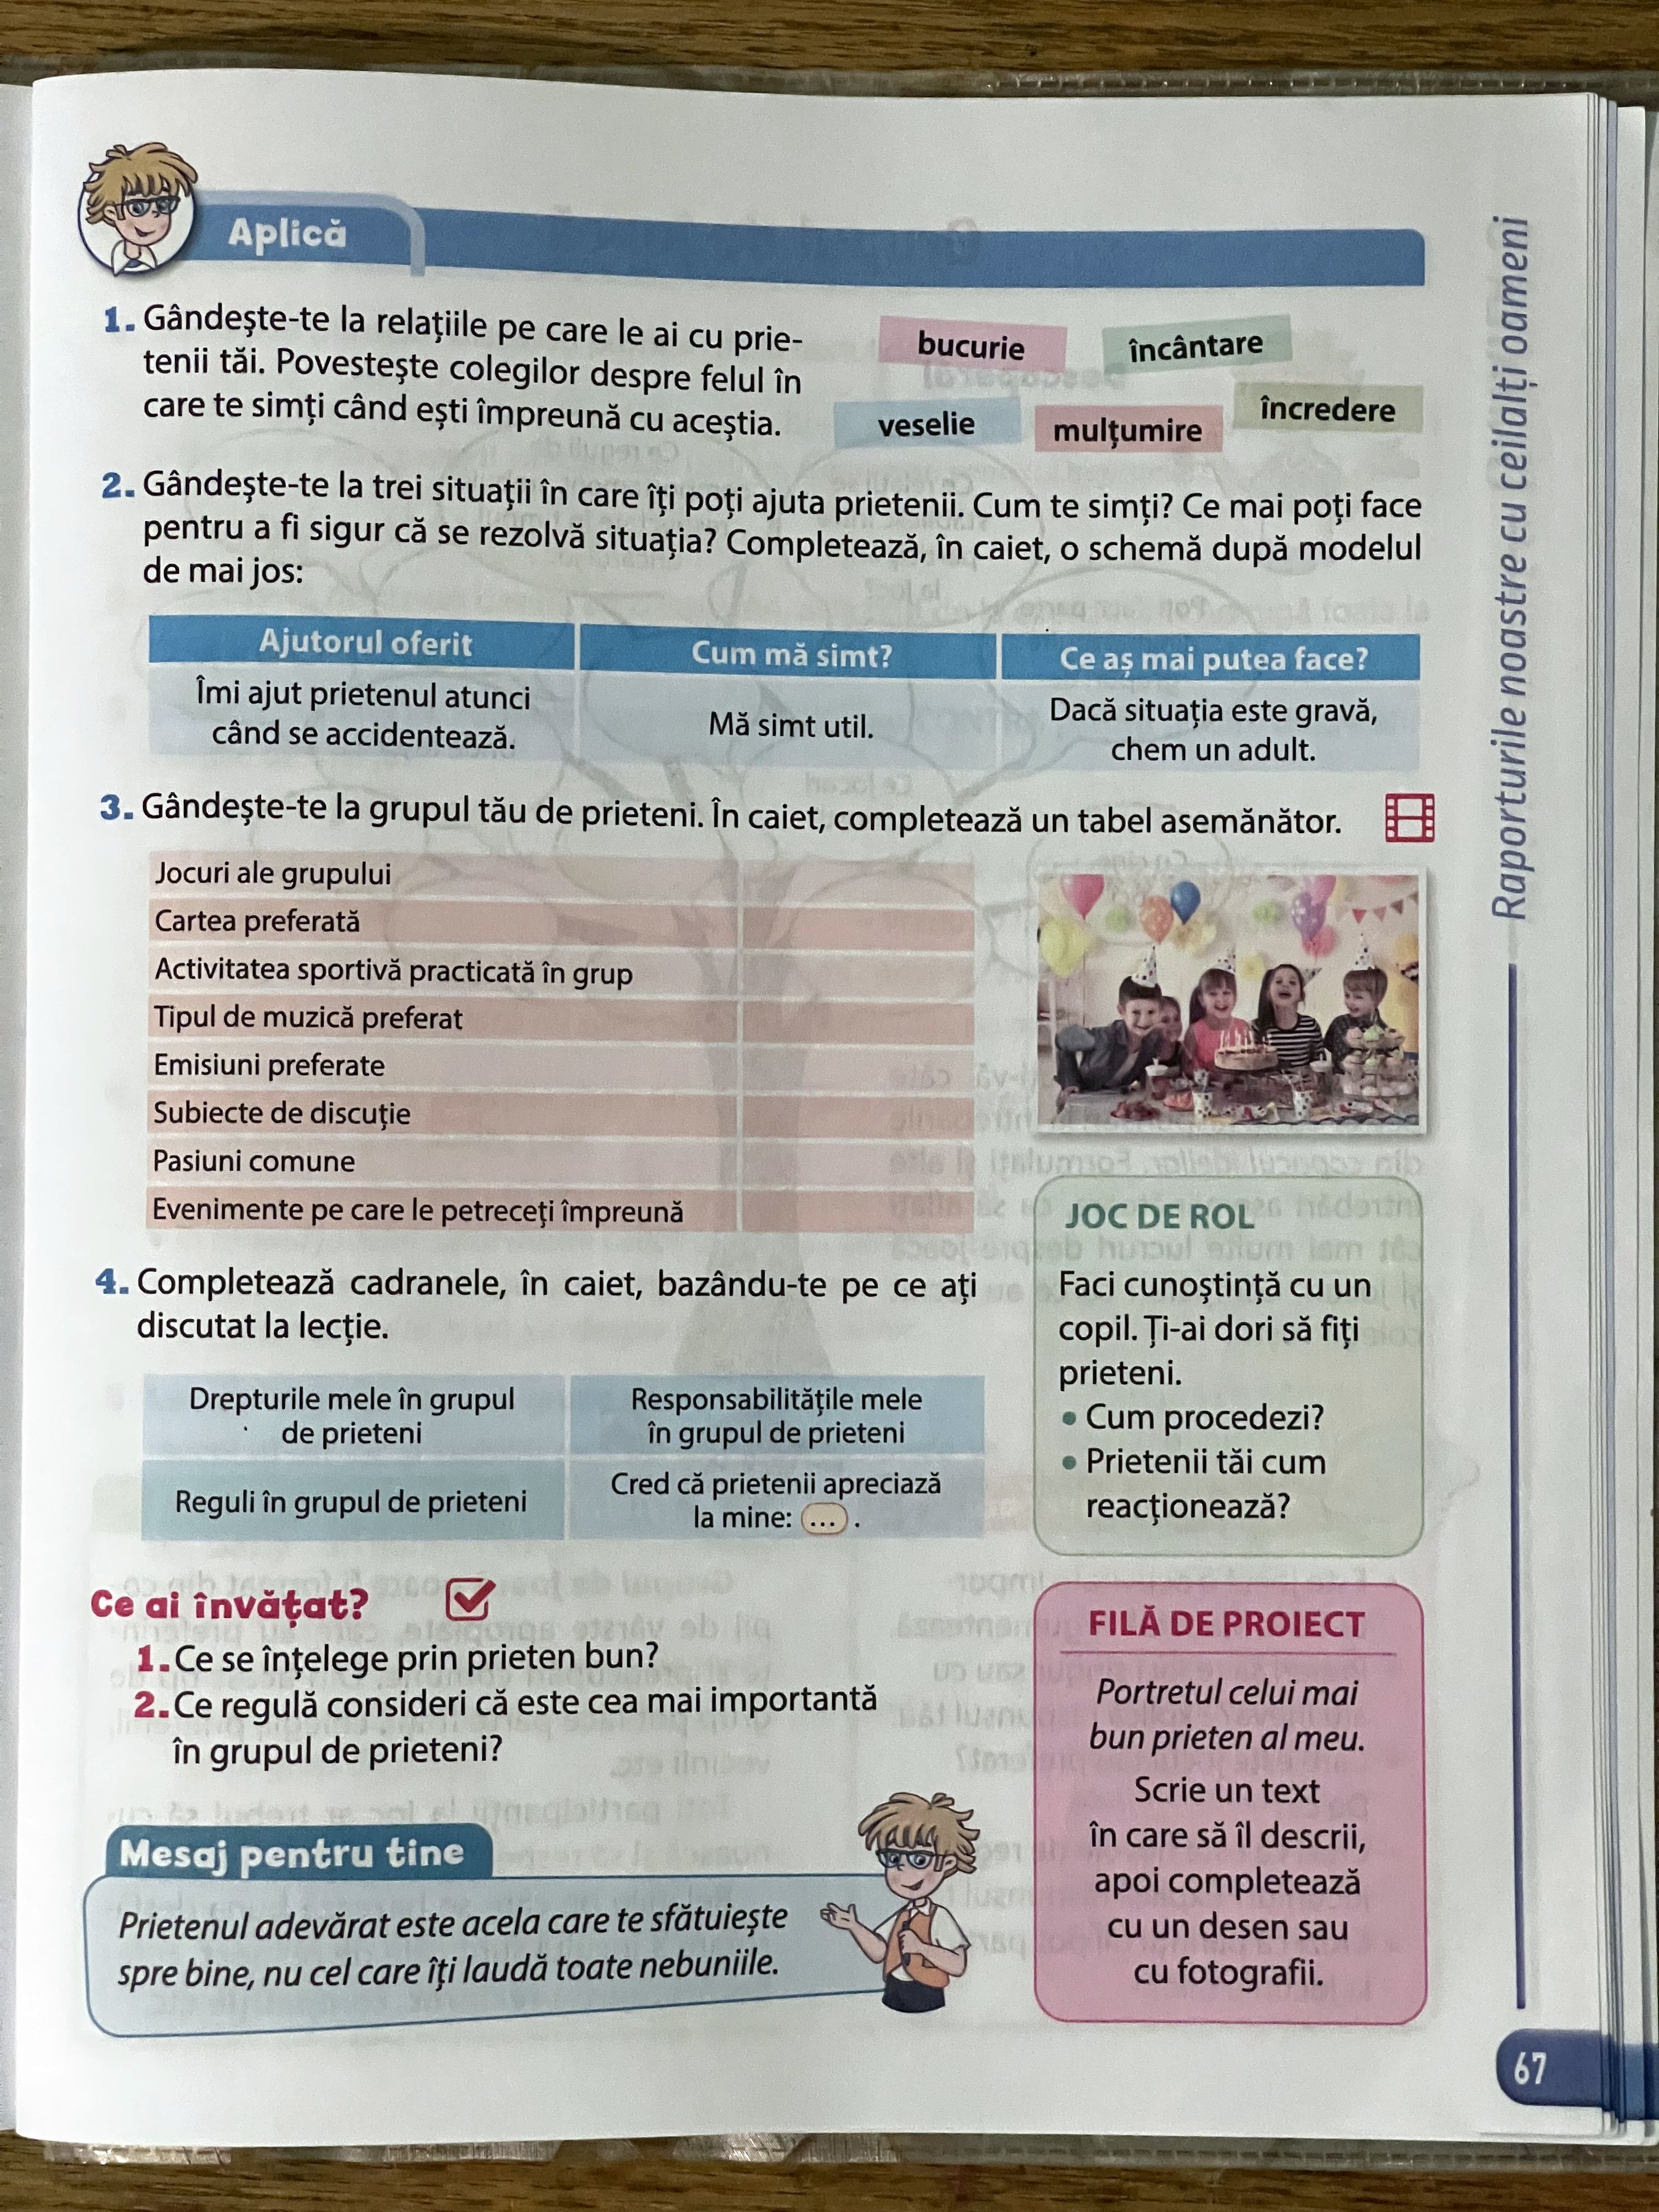 Aplică
1. Gândeşte-te la relaţiile pe care le ai cu prie-
tenii tăi. Povesteşte colegilor despre felul în
care te simţi când eşti împreună cu aceştia.
bucurie
încântare
veselie
mulţumire
încredere
2. Gândeşte-te la trei situaţii în care îţi poţi ajuta prietenii. Cum te simţi? Ce mai poţi face
pentru a fi sigur că se rezolvă situaţia? Completează, în caiet, o schemă după modelul
de mai jos:
Ajutorul oferit
Cum mă simt?
Ce aş mai putea face?
Îmi ajut prietenul atunci
când se accidentează.
Mă simt util.
Dacă situaţia este gravă,
chem un adult.
3. Gândeşte-te la grupul tău de prieteni. În caiet, completează un tabel asemănător.
Jocuri ale grupului
Cartea preferată
Activitatea sportivă practicată în grup
Tipul de muzică preferat
Emisiuni preferate
Subiecte de discuţie
Pasiuni comune
Evenimente pe care le petreceţi împreună
4. Completează cadranele, în caiet, bazându-te pe ce aţi
discutat la lecţie.
Drepturile mele în grupul
de prieteni
Responsabilităţile mele
în grupul de prieteni
Reguli în grupul de prieteni
Cred că prietenii apreciază
la mine: ... .
JOC DE ROL
Faci cunoştinţă cu un
copil. Ţi-ai dori să fiţi
prieteni.
• Cum procedezi?
• Prietenii tăi cum
reacţionează?
Ce ai învăţat?
1. Ce se înţelege prin prieten bun?
2. Ce regulă consideri că este cea mai importantă
în grupul de prieteni?
Mesaj pentru tine
Prietenul adevărat este acela care te sfătuieşte
spre bine, nu cel care îţi laudă toate nebuniile.
FILĂ DE PROIECT
Portretul celui mai
bun prieten al meu.
Scrie un text
în care să îl descrii,
apoi completează
cu un desen sau
cu fotografii.
Raporturile noastre cu ceilalţi oameni
67